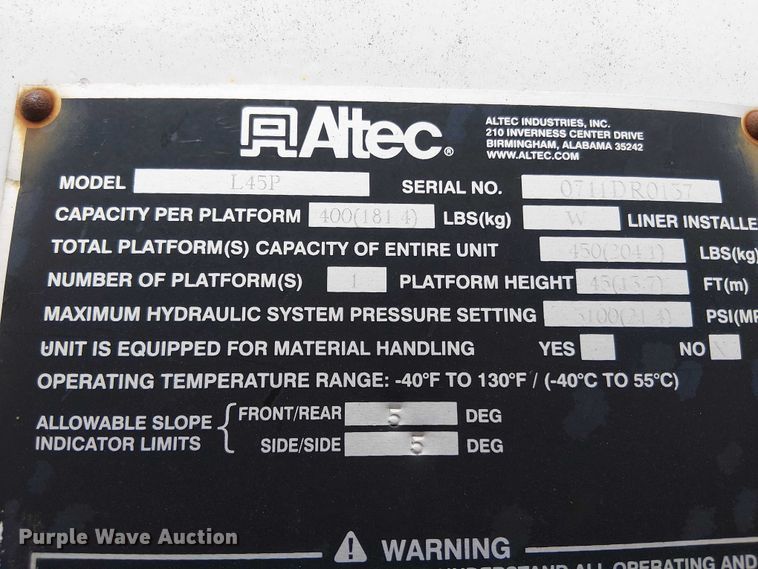 Altec®
ALTEC INDUSTRIES, INC.
210 INVERNESS CENTER DRIVE
BIRMINGHAM, ALABAMA 35242
WWW.ALTEC.COM
MODEL L45P SERIAL NO. 0711DR0137
CAPACITY PER PLATFORM 400(181.4) LBS(kg) W LINER INSTALLE
TOTAL PLATFORM(S) CAPACITY OF ENTIRE UNIT 450(204.1) LBS(kg)
NUMBER OF PLATFORM(S) 1 PLATFORM HEIGHT 45(13.7) FT(m)
MAXIMUM HYDRAULIC SYSTEM PRESSURE SETTING 3100(21.4) PSI(MP
UNIT IS EQUIPPED FOR MATERIAL HANDLING YES NO X
OPERATING TEMPERATURE RANGE: -40°F TO 130°F / (-40°C TO 55°C)
ALLOWABLE SLOPE INDICATOR LIMITS
FRONT/REAR 5 DEG
SIDE/SIDE 5 DEG
WARNING
UNDERSTAND ALL OPERATING AND
Purple Wave Auction